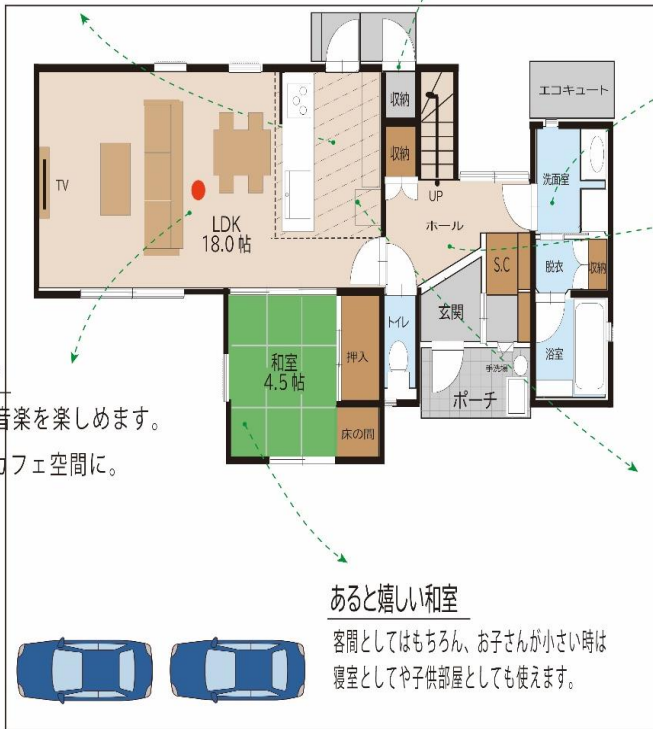 エコキュート
収納
収納
洗面室
TV
UP
ホール
LDK
18.0 帖
S.C
脱衣
収納
玄関
トイレ
和室
4.5 帖
押入
手洗場
浴室
ポーチ
床の間
音楽を楽しめます。
カフェ空間に。
あると嬉しい和室
客間としてはもちろん、お子さんが小さい時は
寝室としてや子供部屋としても使えます。